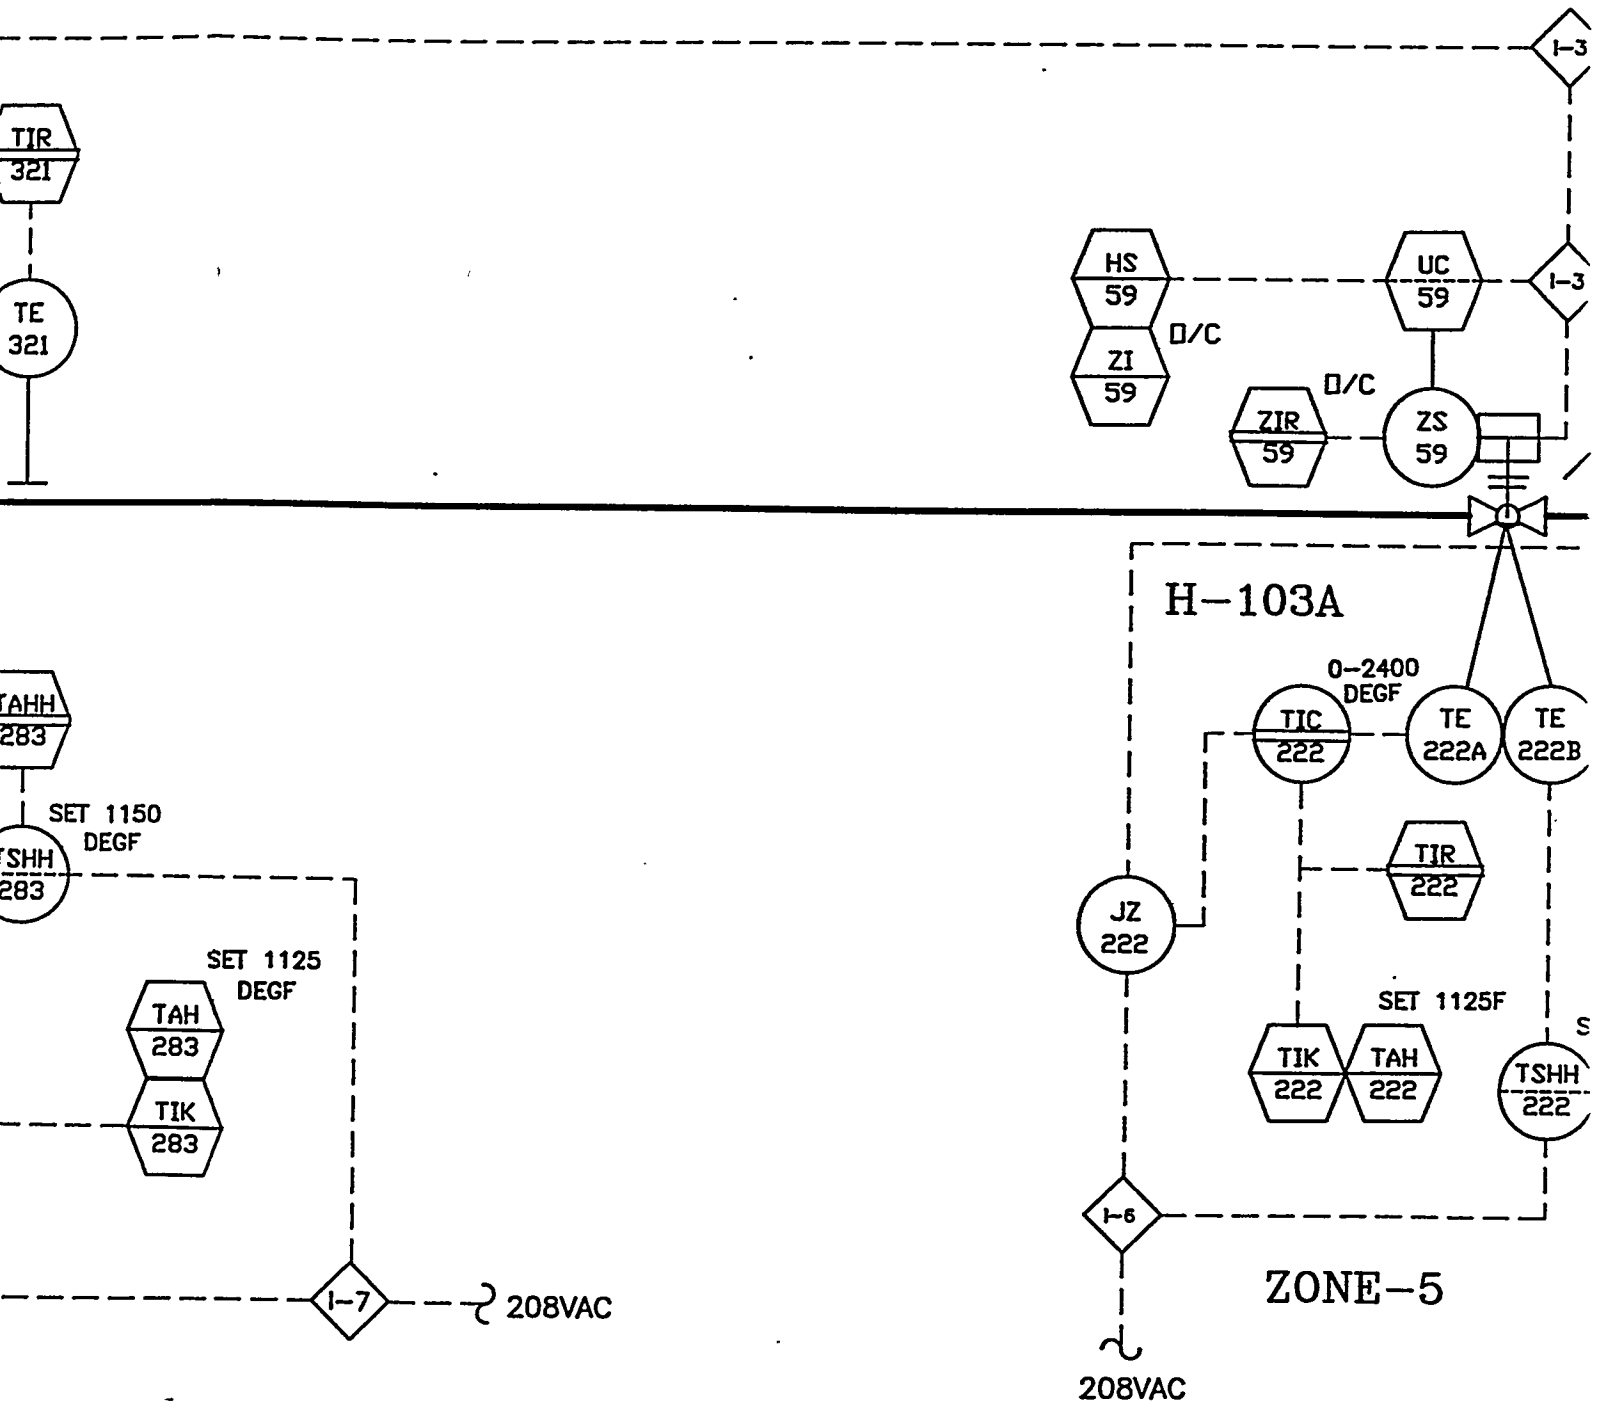 I-3
TIR
321
TE
321
HS
59
ZI
59
O/C
UC
59
I-3
O/C
ZIR
59
ZS
59
H-103A
0-2400
DEGF
TIC
222
TE
222A
TE
222B
TAHH
283
SET 1150
DEGF
TSHH
283
TIR
222
JZ
222
SET 1125
DEGF
TAH
283
TIK
283
SET 1125F
TIK
222
TAH
222
S
TSHH
222
I-6
ZONE-5
I-7
208VAC
208VAC